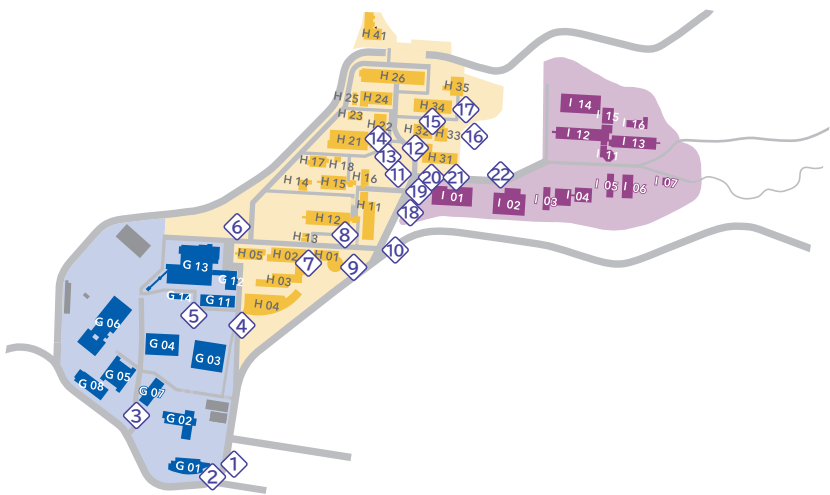 H 41
H 26
H 35
H 25
H 24
H 34
17
I 14
H 23
I 15
H 22
15
I 16
H 32
H 33
16
I 12
H 21
14
12
I 13
13
H 31
I 11
H 17
H 18
11
H 14
H 15
H 16
20
21
22
I 05
I 06
I 07
19
I 01
I 02
I 03
I 04
H 11
18
H 12
6
H 13
8
10
H 05
H 02
H 01
G 13
7
9
G 12
H 03
G 14
G 11
H 04
5
4
G 06
G 04
G 03
G 05
G 08
G 07
3
G 02
G 01
1
2